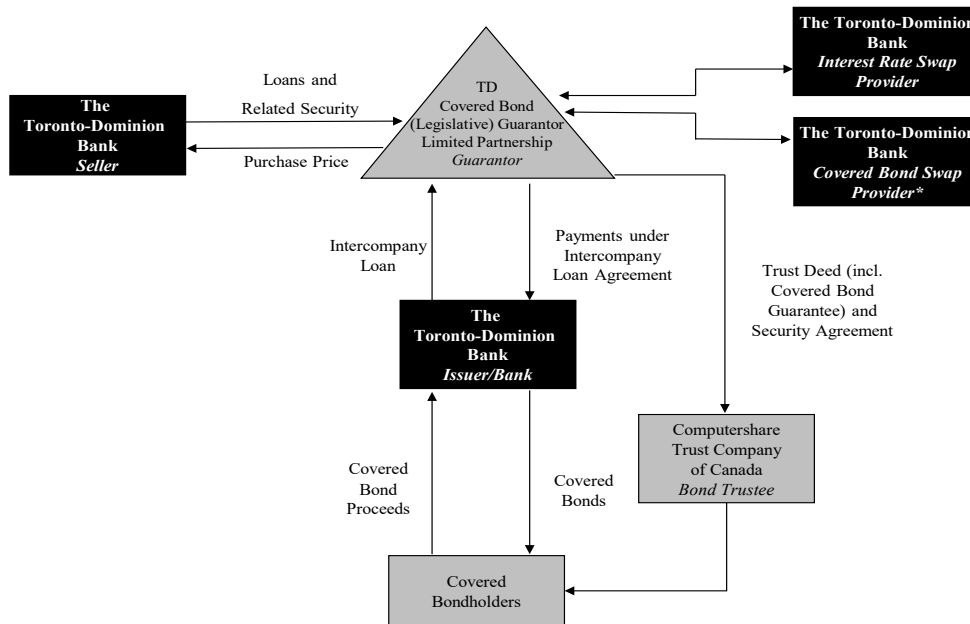 The Toronto-Dominion
Bank
Interest Rate Swap
Provider
Loans and
Related Security
TD
Covered Bond
(Legislative) Guarantor
Limited Partnership
Guarantor
The
Toronto-Dominion
Bank
Seller
Purchase Price
The Toronto-Dominion
Bank
Covered Bond Swap
Provider*
Intercompany
Loan
Payments under
Intercompany
Loan Agreement
Trust Deed (incl.
Covered Bond
Guarantee) and
Security Agreement
The
Toronto-Dominion
Bank
Issuer/Bank
Computershare
Trust Company
of Canada
Bond Trustee
Covered
Bond
Proceeds
Covered
Bonds
Covered
Bondholders